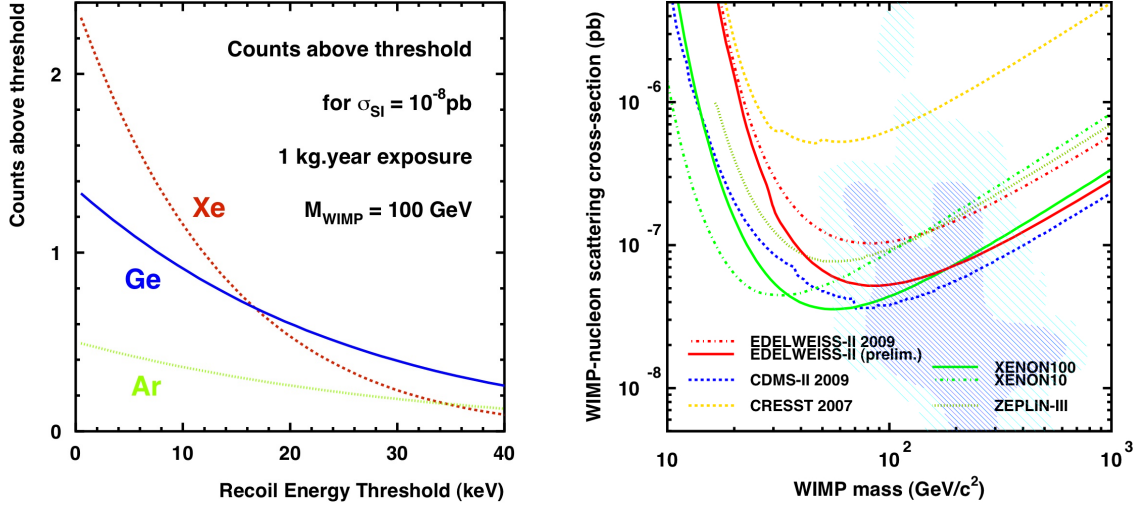 Counts above threshold
2
1
0
0
10
20
30
40
Recoil Energy Threshold (keV)
Counts above threshold
for σSI = 10-8pb
1 kg.year exposure
MWIMP = 100 GeV
Xe
Ge
Ar
WIMP-nucleon scattering cross-section (pb)
10-6
10-7
10-8
10
102
103
WIMP mass (GeV/c2)
EDELWEISS-II 2009
EDELWEISS-II (prelim.)
CDMS-II 2009
CRESST 2007
XENON100
XENON10
ZEPLIN-III